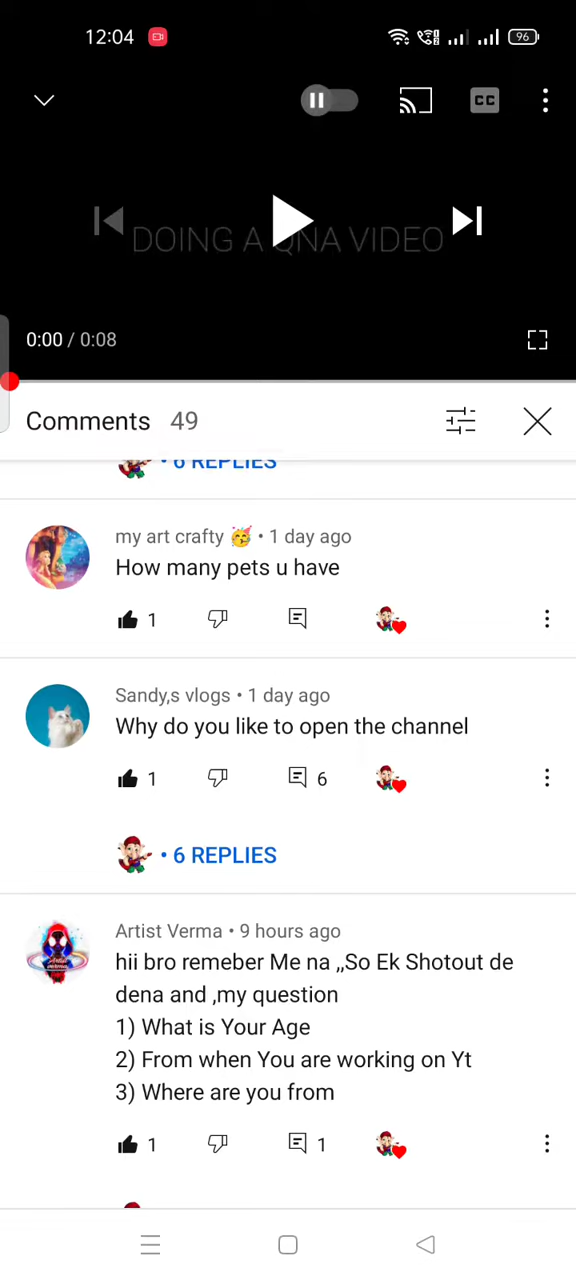 12:04
96
CC
DOING A QNA VIDEO
0:00 / 0:08
Comments 49
• 6 REPLIES
my art crafty 🥳 • 1 day ago
How many pets u have
1
Sandy,s vlogs • 1 day ago
Why do you like to open the channel
1 6
• 6 REPLIES
Artist Verma • 9 hours ago
hii bro remeber Me na ,,So Ek Shotout de
dena and ,my question
1) What is Your Age
2) From when You are working on Yt
3) Where are you from
1 1